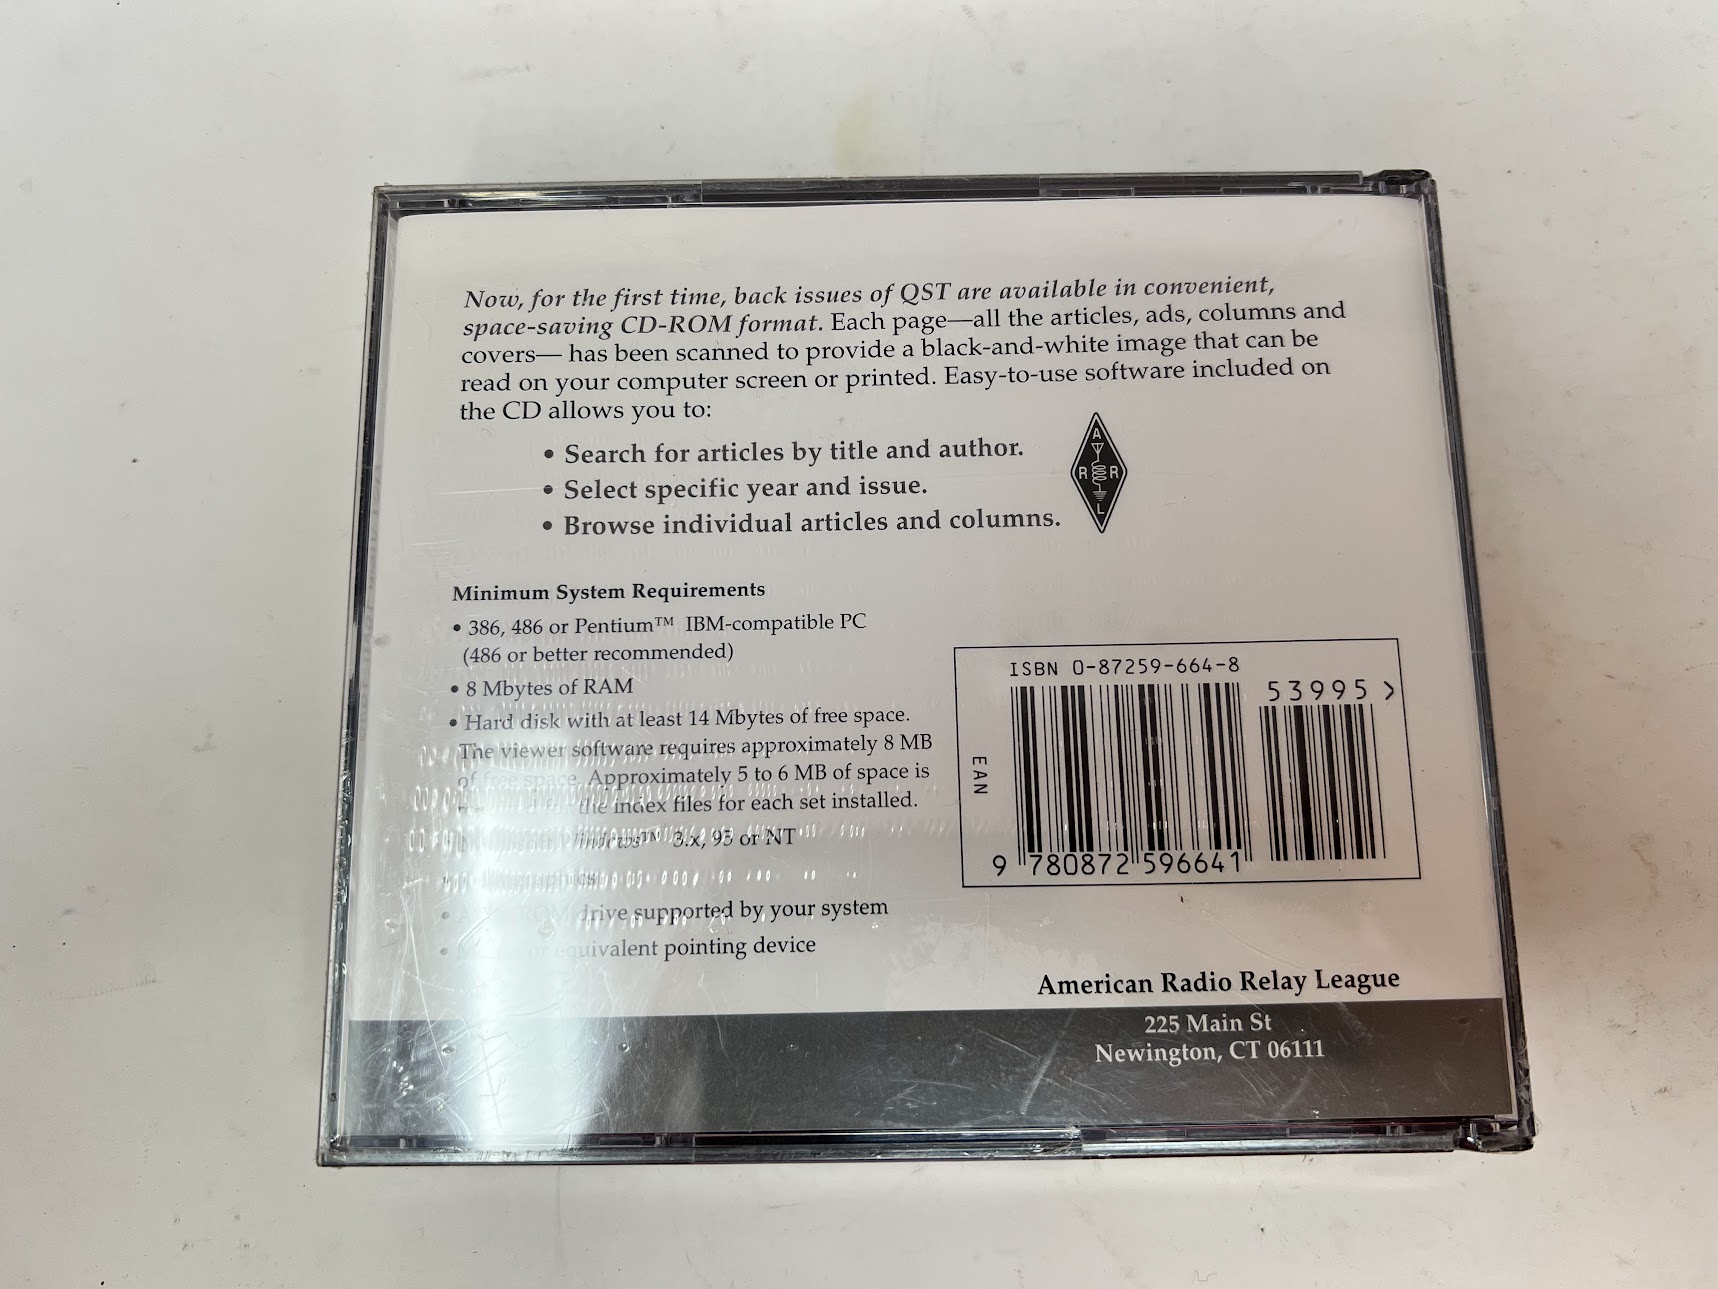 Now, for the first time, back issues of QST are available in convenient,
space-saving CD-ROM format. Each page—all the articles, ads, columns and
covers— has been scanned to provide a black-and-white image that can be
read on your computer screen or printed. Easy-to-use software included on
the CD allows you to:
• Search for articles by title and author.
• Select specific year and issue.
• Browse individual articles and columns.
A
R R
L
Minimum System Requirements
• 386, 486 or Pentium™ IBM-compatible PC
(486 or better recommended)
• 8 Mbytes of RAM
• Hard disk with at least 14 Mbytes of free space.
The viewer software requires approximately 8 MB
of free space. Approximately 5 to 6 MB of space is
the index files for each set installed.
Windows™ 3.x, 95 or NT
• drive supported by your system
• or equivalent pointing device
ISBN 0-87259-664-8
53995 >
EAN
9 780872 596641
American Radio Relay League
225 Main St
Newington, CT 06111